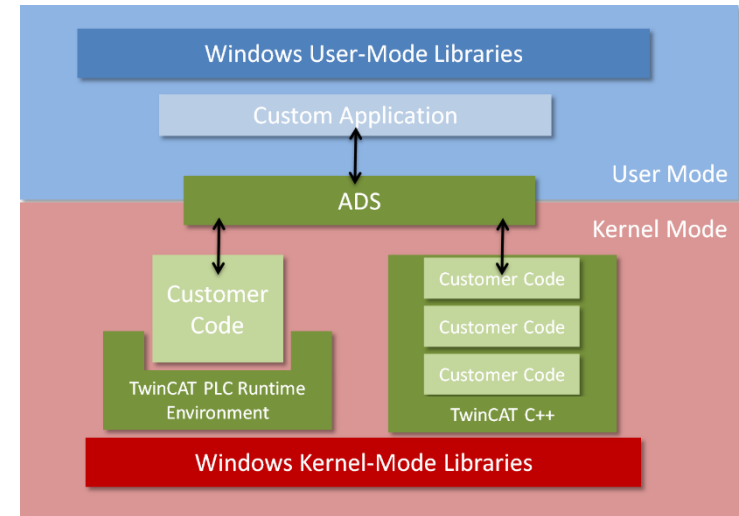 Windows User-Mode Libraries
Custom Application
User Mode
ADS
Kernel Mode
Customer
Code
TwinCAT PLC Runtime
Environment
Customer Code
Customer Code
Customer Code
TwinCAT C++
Windows Kernel-Mode Libraries